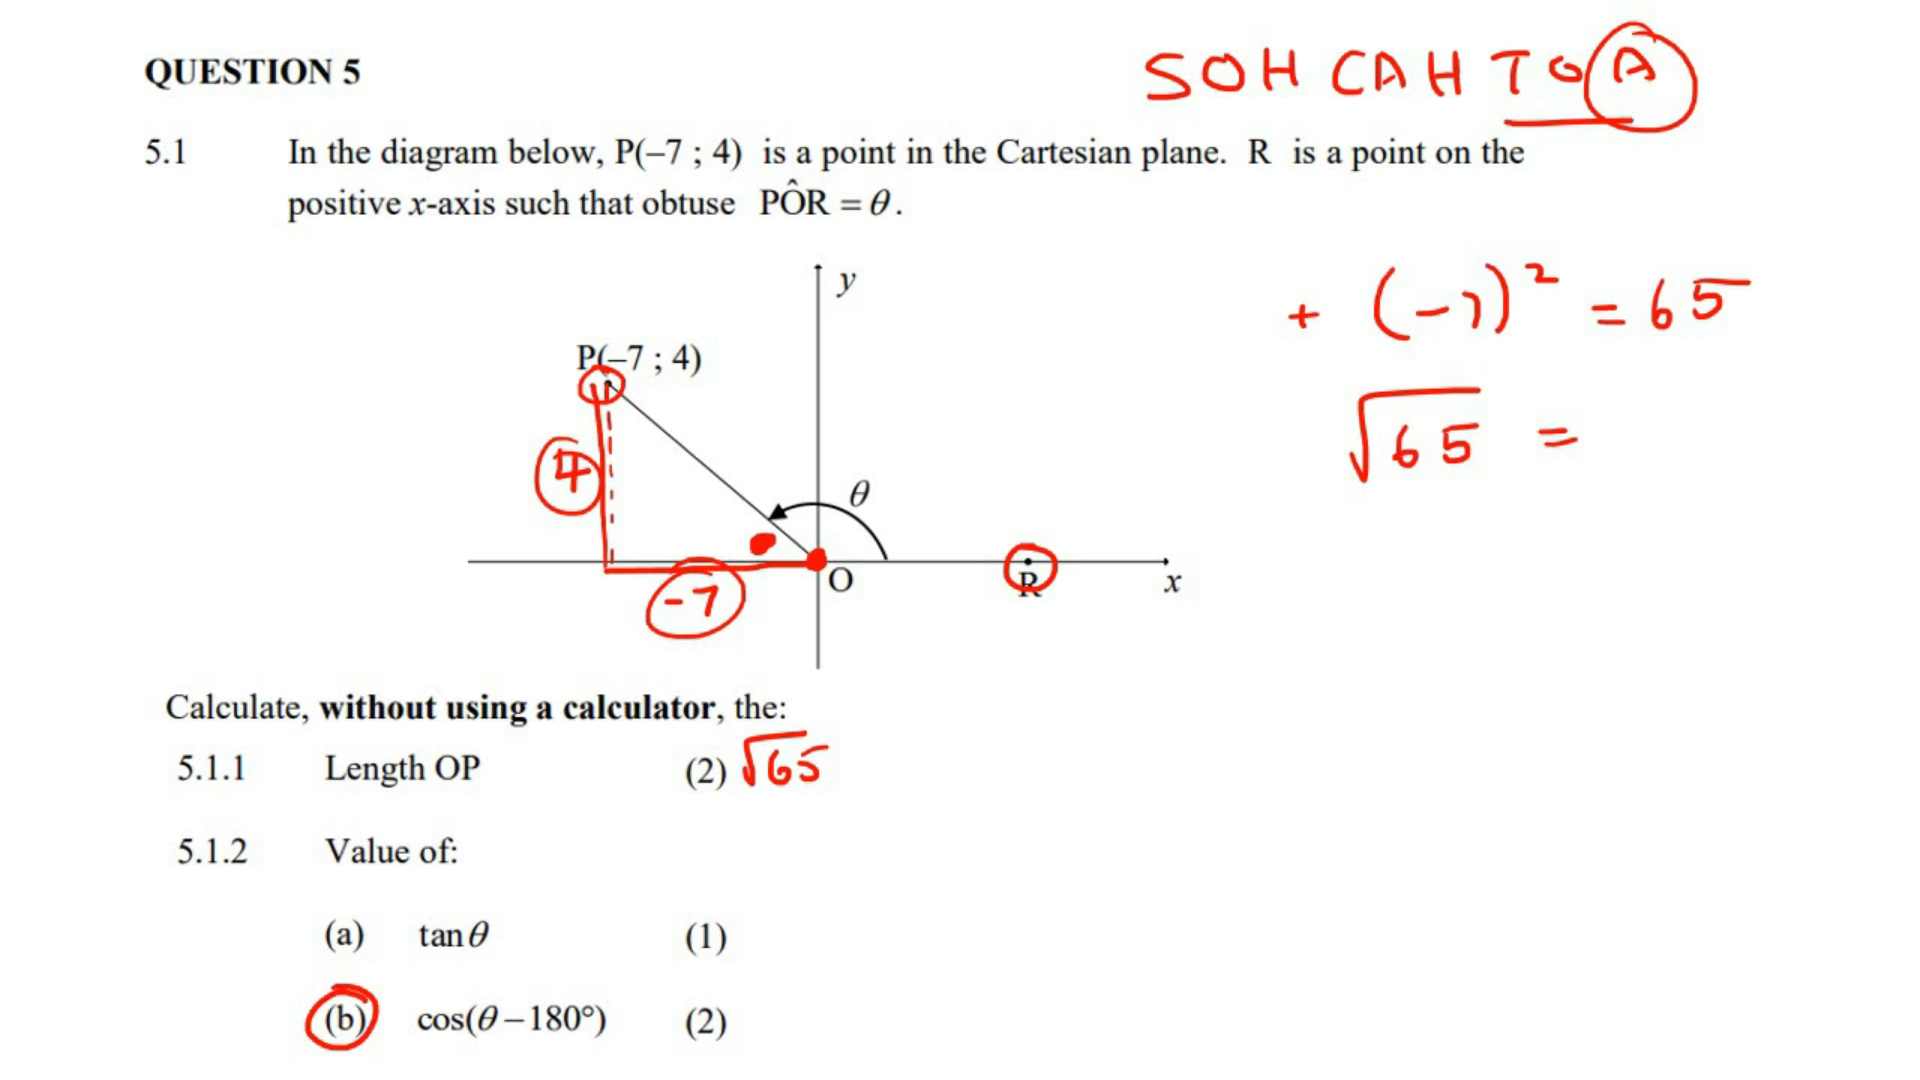 QUESTION 5
SOH CAH TOA
5.1 In the diagram below, P(–7 ; 4) is a point in the Cartesian plane. R is a point on the
positive x-axis such that obtuse PÔR = θ.
y
+ (-7)² = 65
P(–7 ; 4)
√65 =
4
θ
O
R
x
-7
Calculate, without using a calculator, the:
5.1.1 Length OP (2) √65
5.1.2 Value of:
(a) tan θ (1)
(b) cos(θ – 180°) (2)